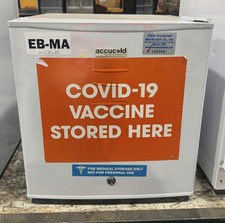 EB-MA
accucold
COVID-19
VACCINE
STORED HERE
FOR MEDICAL STORAGE ONLY
NOT FOR PERSONAL USE